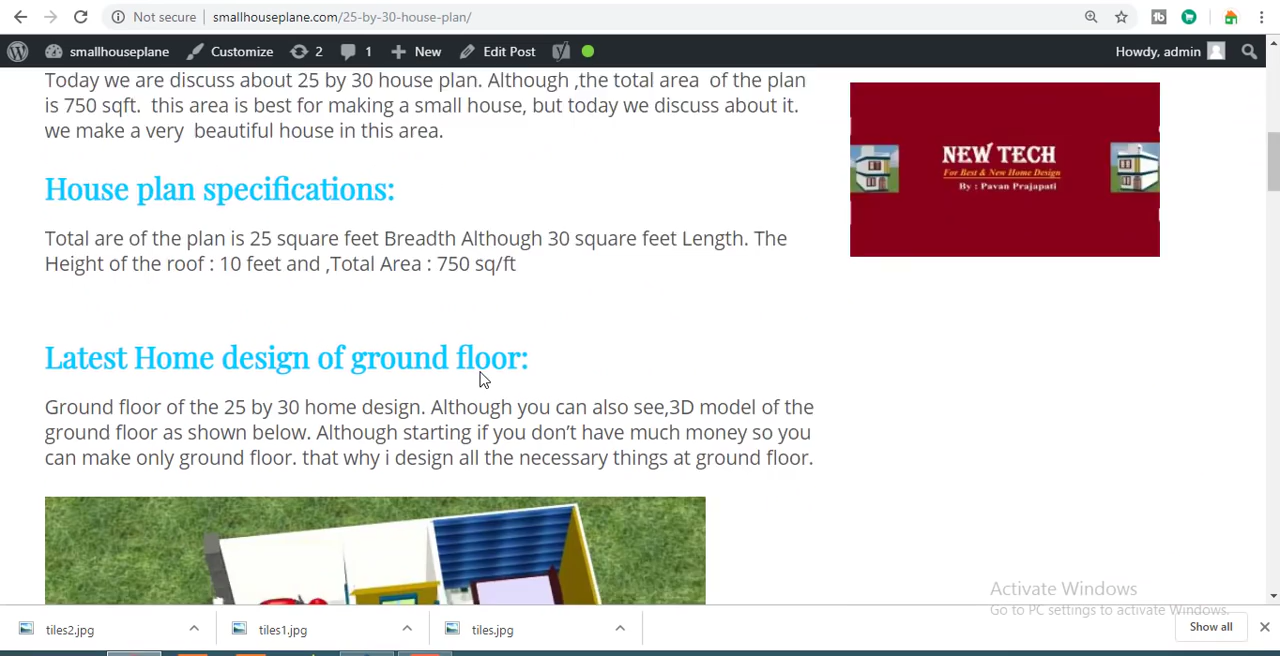 Not secure smallhouseplane.com/25-by-30-house-plan/
smallhouseplane Customize 2 1 New Edit Post Howdy, admin
Today we are discuss about 25 by 30 house plan. Although ,the total area of the plan
is 750 sqft. this area is best for making a small house, but today we discuss about it.
we make a very beautiful house in this area.
NEW TECH
For Best & New Home Design
By : Pavan Prajapati
House plan specifications:
Total are of the plan is 25 square feet Breadth Although 30 square feet Length. The
Height of the roof : 10 feet and ,Total Area : 750 sq/ft
Latest Home design of ground floor:
Ground floor of the 25 by 30 home design. Although you can also see,3D model of the
ground floor as shown below. Although starting if you don’t have much money so you
can make only ground floor. that why i design all the necessary things at ground floor.
Activate Windows
Go to PC settings to activate Windows.
tiles2.jpg tiles1.jpg tiles.jpg Show all